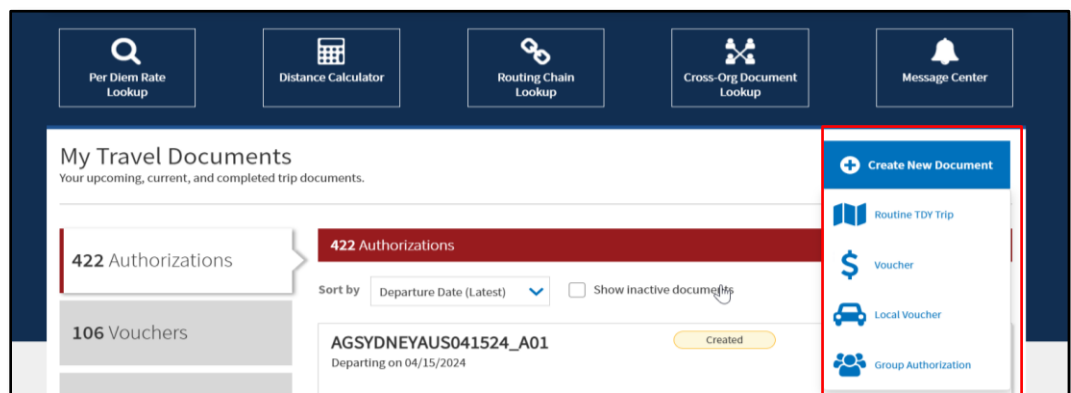 Per Diem Rate
Lookup
Distance Calculator
Routing Chain
Lookup
Cross-Org Document
Lookup
Message Center
My Travel Documents
Your upcoming, current, and completed trip documents.
Create New Document
Routine TDY Trip
Voucher
Local Voucher
Group Authorization
422 Authorizations
106 Vouchers
422 Authorizations
Sort by
Departure Date (Latest)
Show inactive documents
AGSYDNEYAUS041524_A01
Created
Departing on 04/15/2024